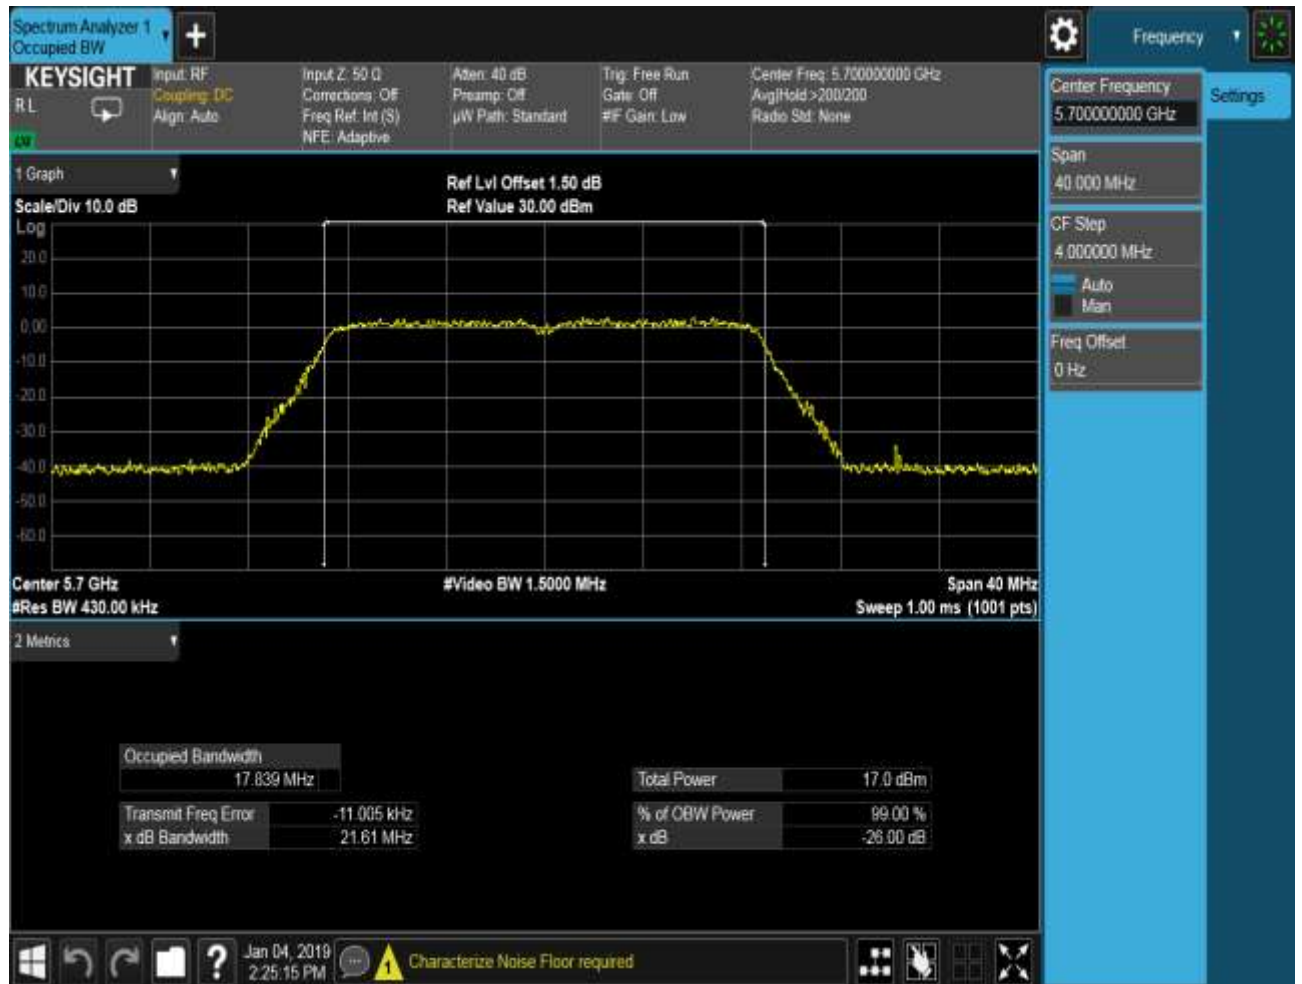 Spectrum Analyzer 1
Occupied BW
Frequency
KEYSIGHT
R L
Input: RF
Coupling: DC
Align: Auto
Input Z: 50 Ω
Corrections: Off
Freq Ref: Int (S)
NFE: Adaptive
Atten: 40 dB
Preamp: Off
µW Path: Standard
Trig: Free Run
Gate: Off
#IF Gain: Low
Center Freq: 5.700000000 GHz
Avg|Hold:>200/200
Radio Std: None
Center Frequency
5.700000000 GHz
Settings
Span
40.000 MHz
CF Step
4.000000 MHz
Auto
Man
Freq Offset
0 Hz
1 Graph
Scale/Div 10.0 dB
Ref Lvl Offset 1.50 dB
Ref Value 30.00 dBm
Log
20.0
10.0
0.00
-10.0
-20.0
-30.0
-40.0
-50.0
-60.0
Center 5.7 GHz
#Video BW 1.5000 MHz
Span 40 MHz
#Res BW 430.00 kHz
Sweep 1.00 ms (1001 pts)
2 Metrics
Occupied Bandwidth
17.839 MHz
Transmit Freq Error -11.005 kHz
x dB Bandwidth 21.61 MHz
Total Power 17.0 dBm
% of OBW Power 99.00 %
x dB -26.00 dB
?
Jan 04, 2019
2:25:15 PM
1
Characterize Noise Floor required